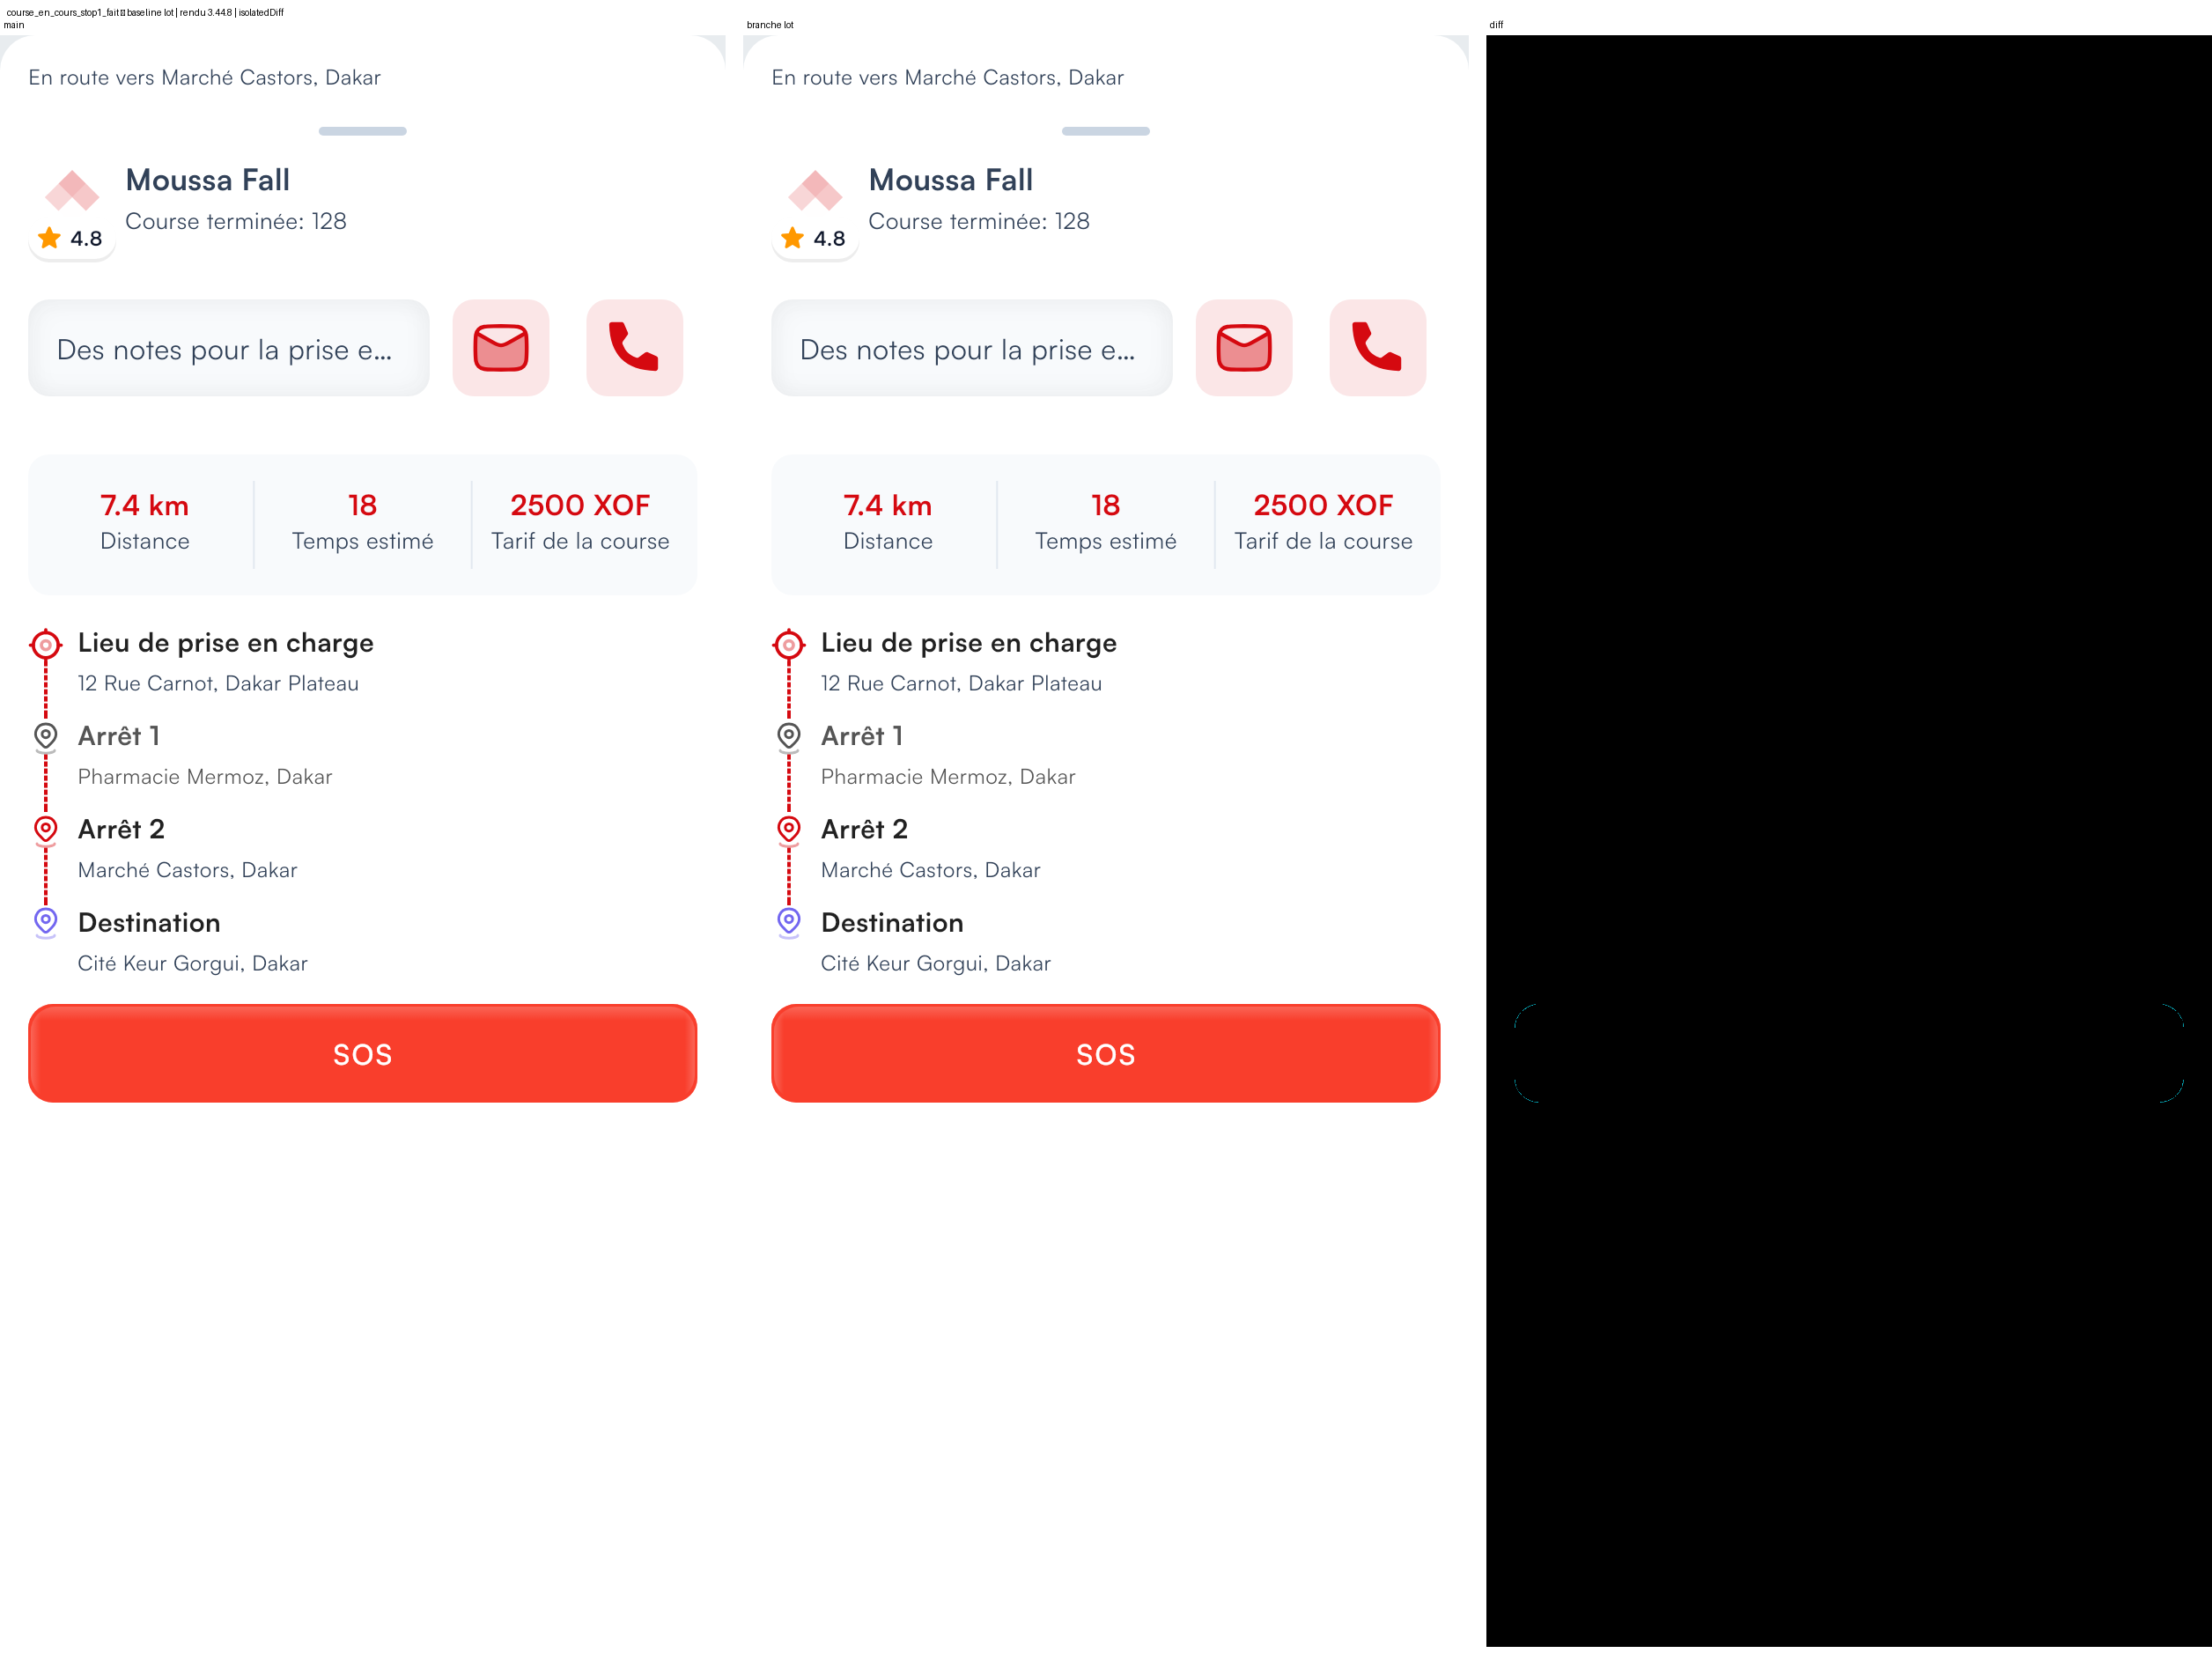 course_en_cours_stop1_fait baseline lot | rendu 3.44.8 | isolatedDiff
main
branche lot
diff
En route vers Marché Castors, Dakar
Moussa Fall
Course terminée: 128
4.8
Des notes pour la prise e...
7.4 km
18
2500 XOF
Distance
Temps estimé
Tarif de la course
Lieu de prise en charge
12 Rue Carnot, Dakar Plateau
Arrêt 1
Pharmacie Mermoz, Dakar
Arrêt 2
Marché Castors, Dakar
Destination
Cité Keur Gorgui, Dakar
SOS
En route vers Marché Castors, Dakar
Moussa Fall
Course terminée: 128
4.8
Des notes pour la prise e...
7.4 km
18
2500 XOF
Distance
Temps estimé
Tarif de la course
Lieu de prise en charge
12 Rue Carnot, Dakar Plateau
Arrêt 1
Pharmacie Mermoz, Dakar
Arrêt 2
Marché Castors, Dakar
Destination
Cité Keur Gorgui, Dakar
SOS